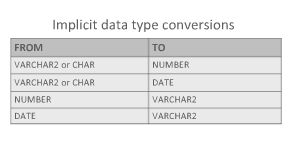 Implicit data type conversions
FROM TO
VARCHAR2 or CHAR NUMBER
VARCHAR2 or CHAR DATE
NUMBER VARCHAR2
DATE VARCHAR2